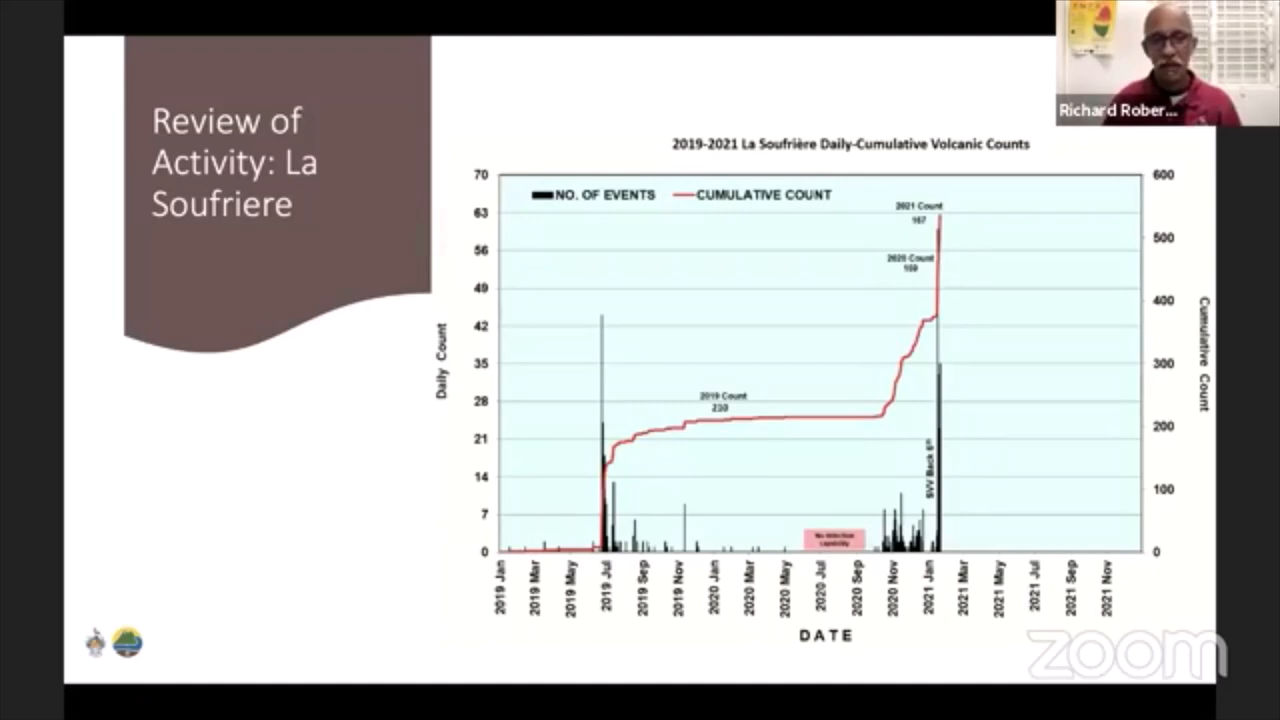 Review of
Activity: La
Soufriere
Richard Rober...
2019-2021 La Soufrière Daily-Cumulative Volcanic Counts
NO. OF EVENTS
CUMULATIVE COUNT
70
63
56
49
42
35
28
21
14
7
0
Daily Count
600
500
400
300
200
100
0
Cumulative Count
2021 Count
167
2020 Count
159
2019 Count
210
SVV Back 6th
No detection
capability
2019 Jan
2019 Mar
2019 May
2019 Jul
2019 Sep
2019 Nov
2020 Jan
2020 Mar
2020 May
2020 Jul
2020 Sep
2020 Nov
2021 Jan
2021 Mar
2021 May
2021 Jul
2021 Sep
2021 Nov
DATE
zoom